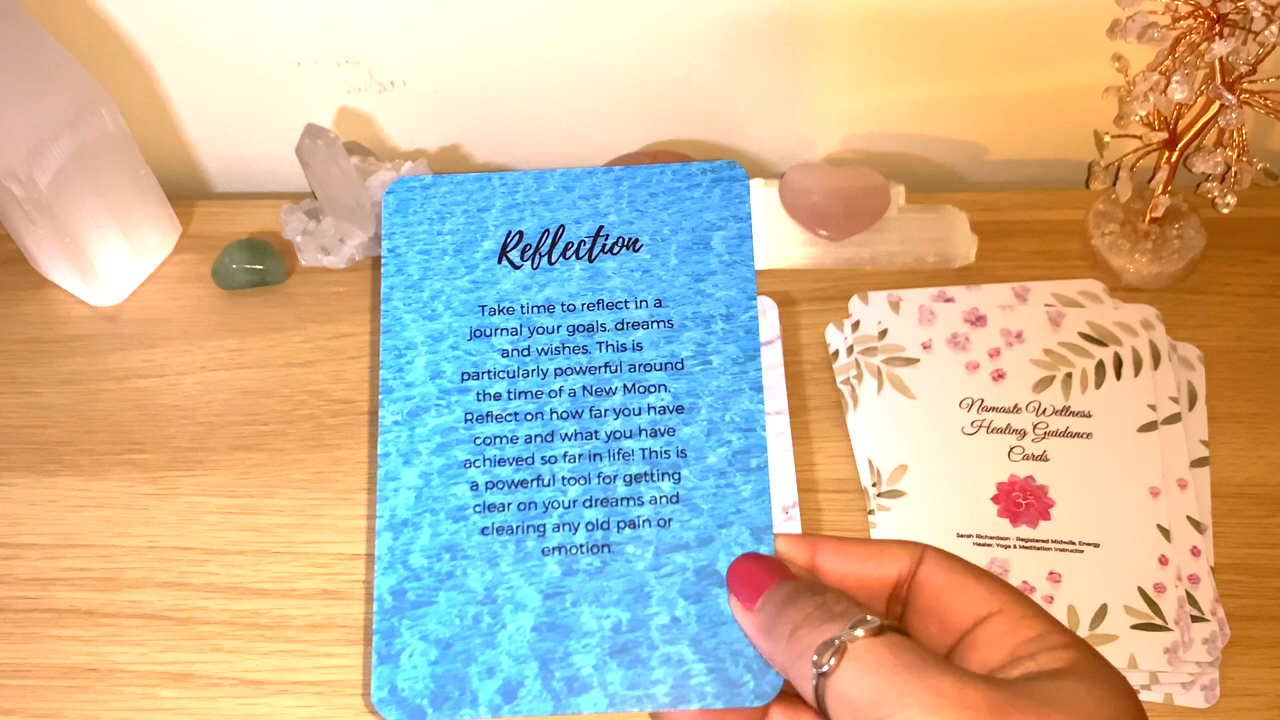 Reflection
Take time to reflect in a
journal your goals, dreams
and wishes. This is
particularly powerful around
the time of a New Moon.
Reflect on how far you have
come and what you have
achieved so far in life! This is
a powerful tool for getting
clear on your dreams and
clearing any old pain or
emotion.
Namaste Wellness
Healing Guidance
Cards
Sarah Richardson - Registered Midwife, Energy
Healer, Yoga & Meditation Instructor